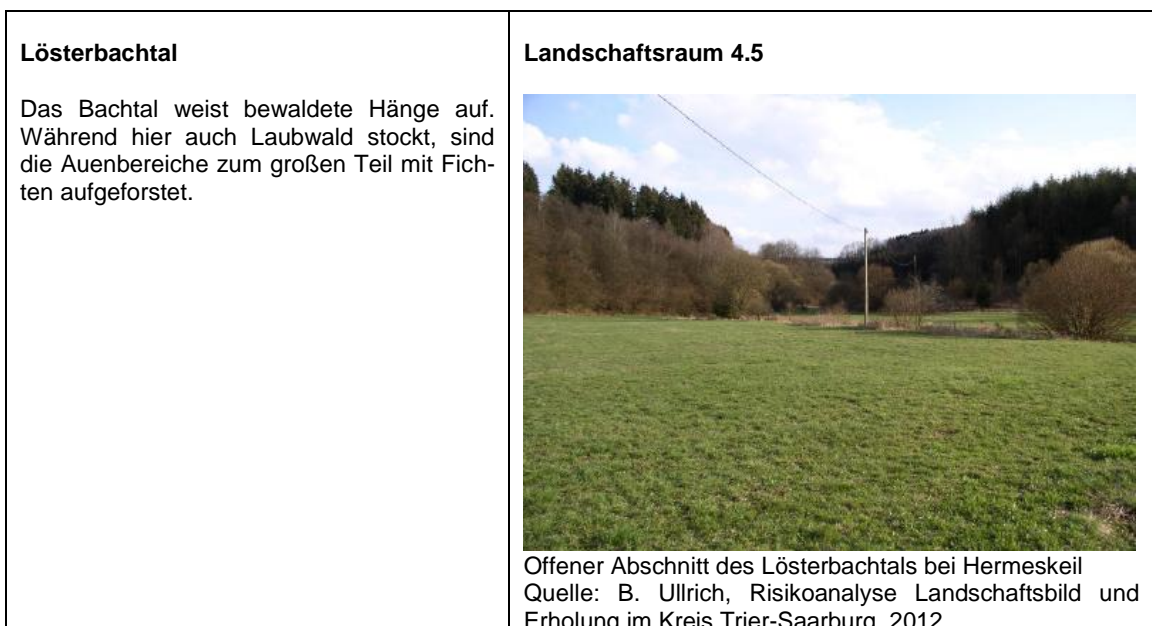 Lösterbachtal
Das Bachtal weist bewaldete Hänge auf.
Während hier auch Laubwald stockt, sind
die Auenbereiche zum großen Teil mit Fich-
ten aufgeforstet.
Landschaftsraum 4.5
Offener Abschnitt des Lösterbachtals bei Hermeskeil
Quelle: B. Ullrich, Risikoanalyse Landschaftsbild und
Erholung im Kreis Trier-Saarburg, 2012